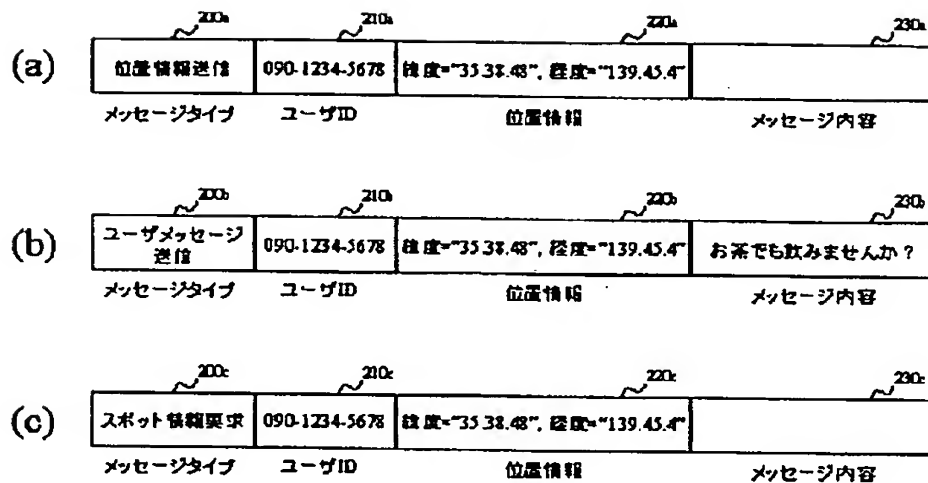 200a 210a 220a 230a
(a) 位置情報送信 090-1234-5678 緯度="35.38.48", 経度="139.45.4"
メッセージタイプ ユーザID 位置情報 メッセージ内容
200b 210b 220b 230b
(b) ユーザメッセージ 送信 090-1234-5678 緯度="35.38.48", 経度="139.45.4" お茶でも飲みませんか?
メッセージタイプ ユーザID 位置情報 メッセージ内容
200c 210c 220c 230c
(c) スポット情報要求 090-1234-5678 緯度="35.38.48", 経度="139.45.4"
メッセージタイプ ユーザID 位置情報 メッセージ内容